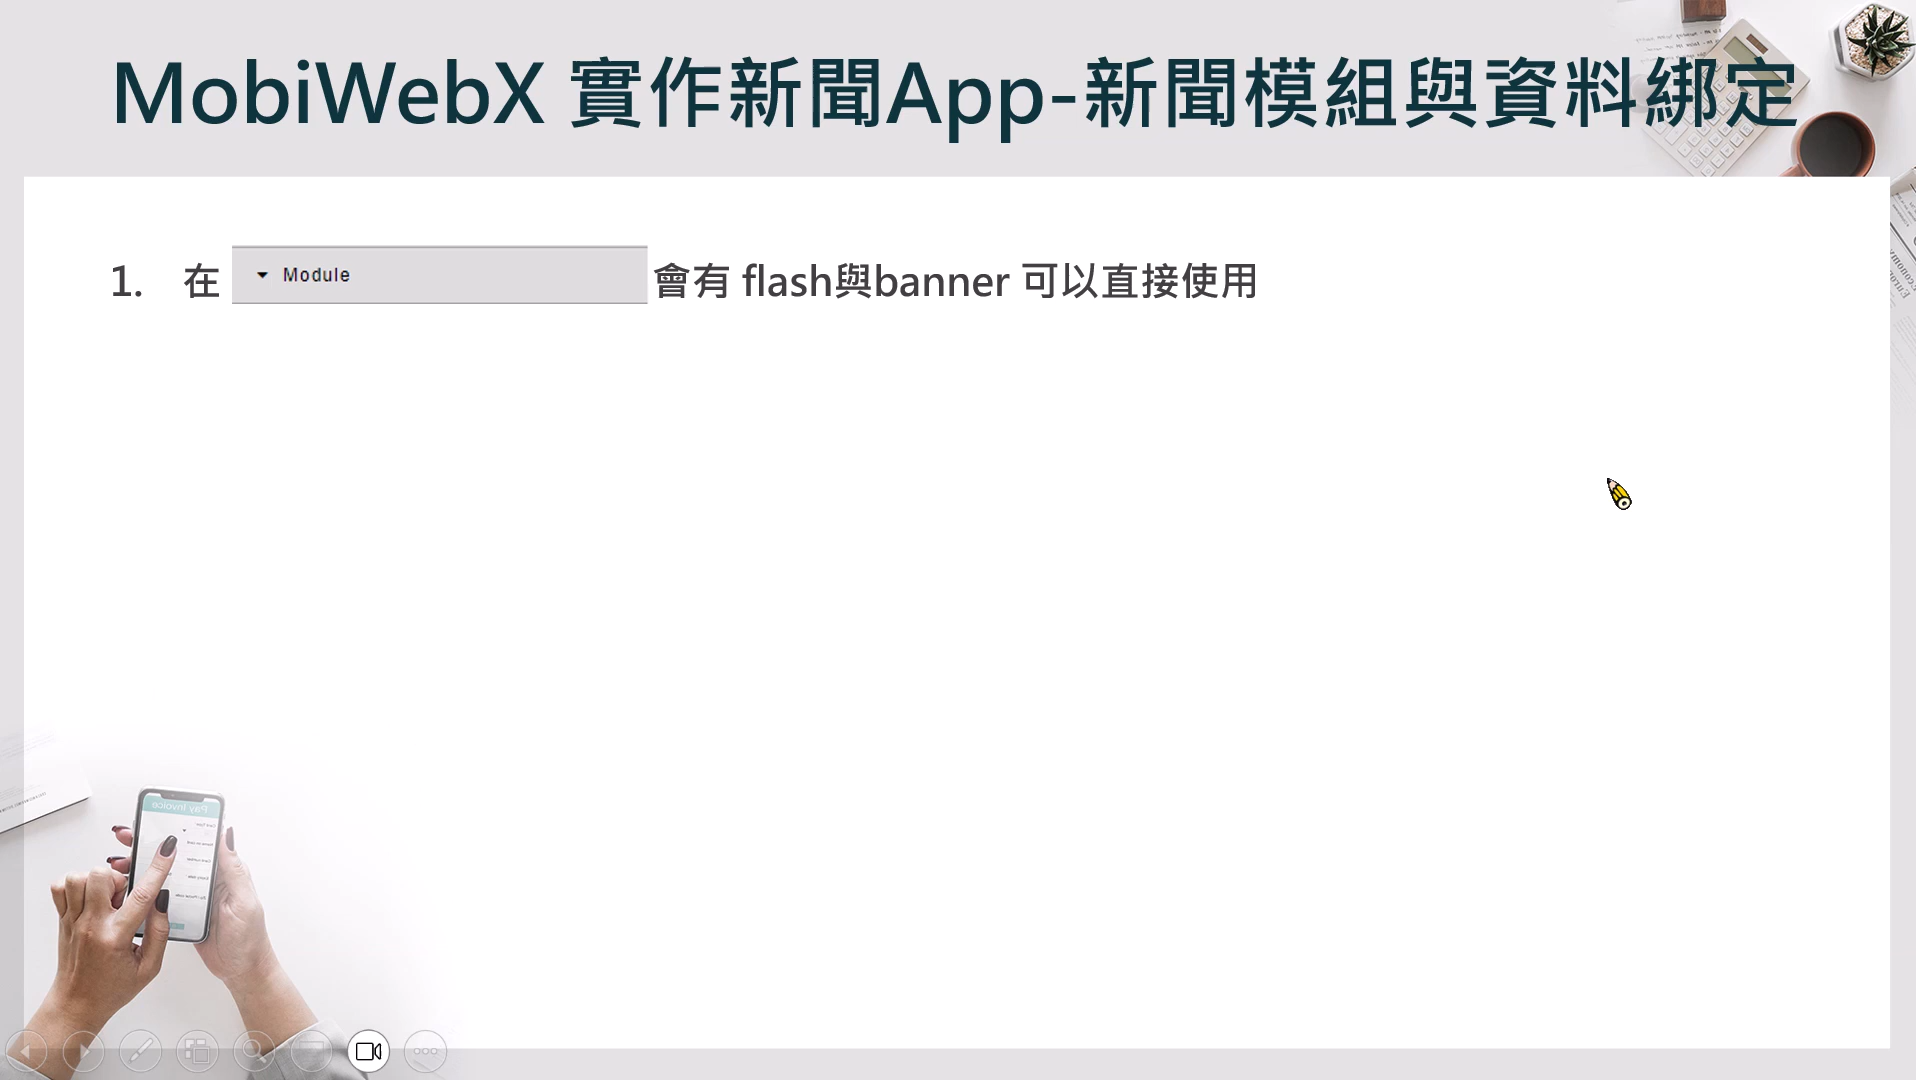 MobiWebX 實作新聞App-新聞模組與資料綁定
1. 在 Module 會有 flash與banner 可以直接使用
Pay Invoice